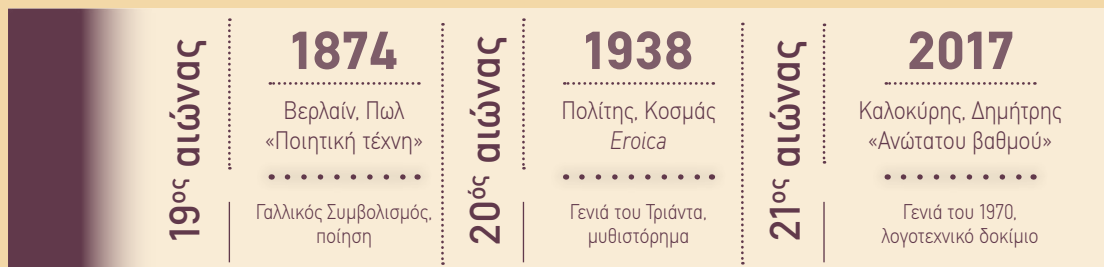 19ος αιώνας
1874
Βερλαίν, Πωλ
«Ποιητική τέχνη»
Γαλλικός Συμβολισμός,
ποίηση
20ός αιώνας
1938
Πολίτης, Κοσμάς
Eroica
Γενιά του Τριάντα,
μυθιστόρημα
21ος αιώνας
2017
Καλοκύρης, Δημήτρης
«Ανώτατου βαθμού»
Γενιά του 1970,
λογοτεχνικό δοκίμιο